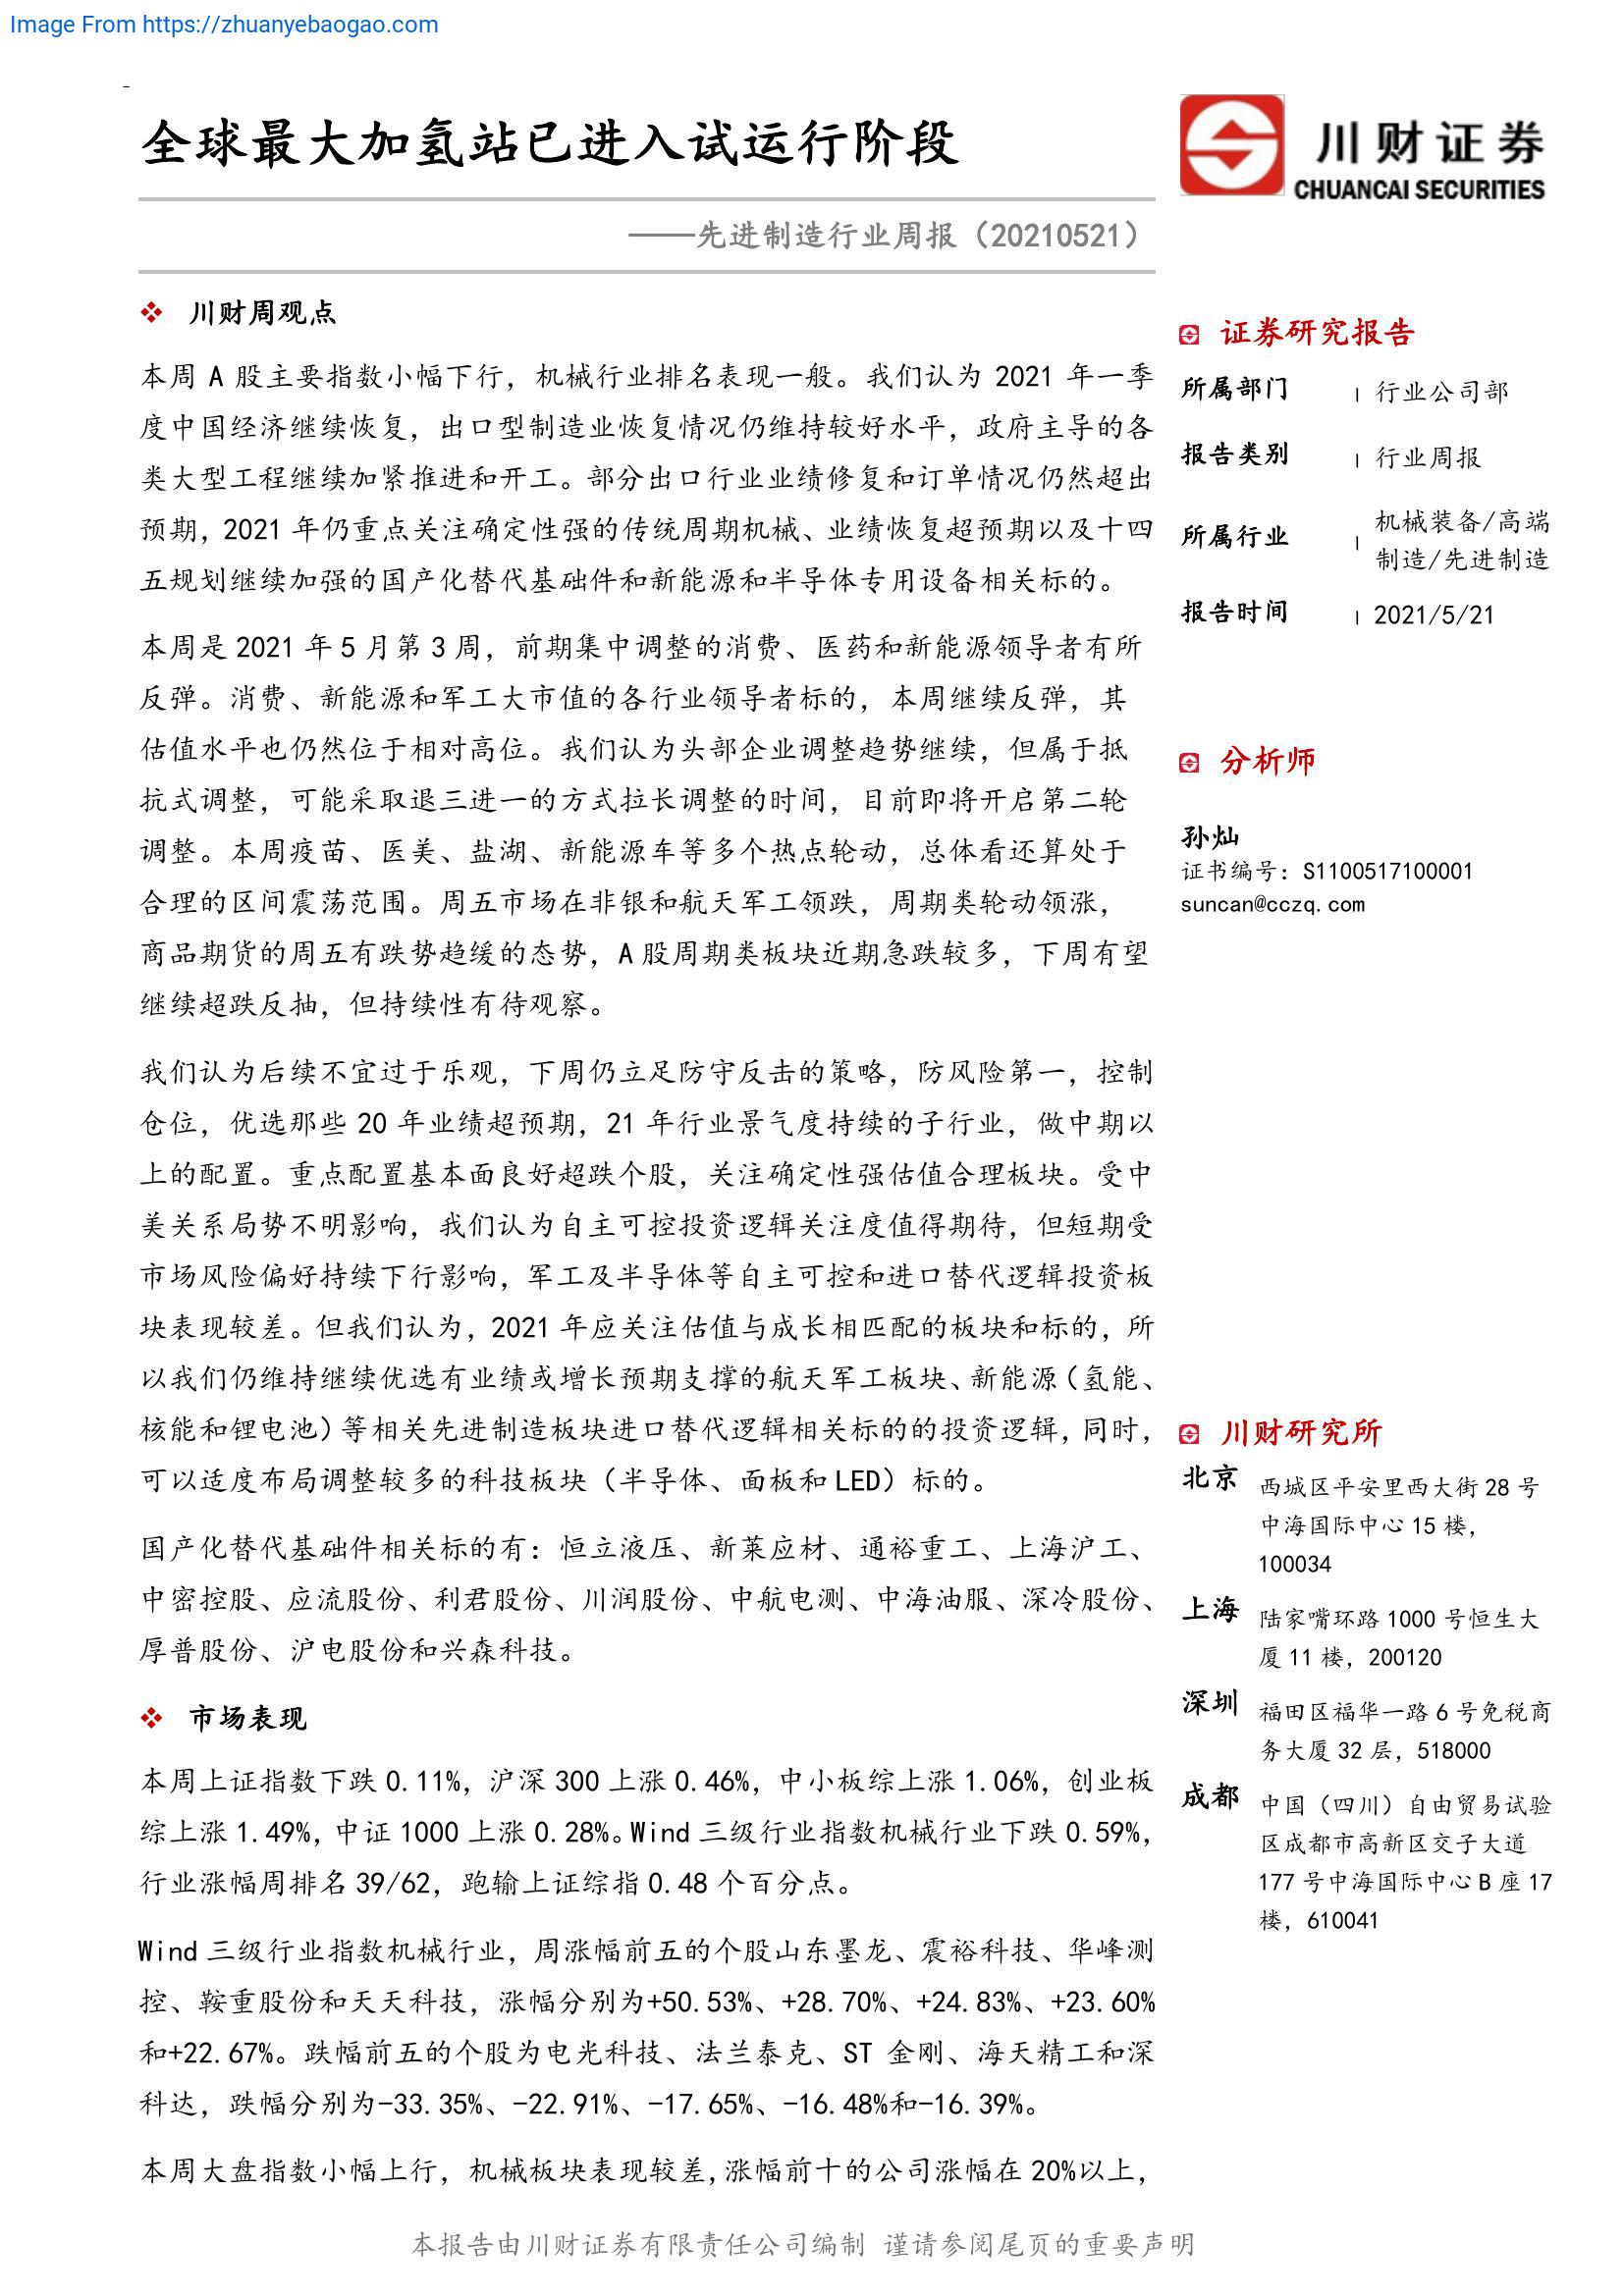 Image From https://zhuanyebaogao.com
全球最大加氢站已进入试运行阶段
——先进制造行业周报（20210521）
川财周观点
本周 A 股主要指数小幅下行，机械行业排名表现一般。我们认为 2021 年一季
度中国经济继续恢复，出口型制造业恢复情况仍维持较好水平，政府主导的各
类大型工程继续加紧推进和开工。部分出口行业业绩修复和订单情况仍然超出
预期，2021 年仍重点关注确定性强的传统周期机械、业绩恢复超预期以及十四
五规划继续加强的国产化替代基础件和新能源和半导体专用设备相关标的。
本周是 2021 年 5 月第 3 周，前期集中调整的消费、医药和新能源领导者有所
反弹。消费、新能源和军工大市值的各行业领导者标的，本周继续反弹，其
估值水平也仍然位于相对高位。我们认为头部企业调整趋势继续，但属于抵
抗式调整，可能采取退三进一的方式拉长调整的时间，目前即将开启第二轮
调整。本周疫苗、医美、盐湖、新能源车等多个热点轮动，总体看还算处于
合理的区间震荡范围。周五市场在非银和航天军工领跌，周期类轮动领涨，
商品期货的周五有跌势趋缓的态势，A 股周期类板块近期急跌较多，下周有望
继续超跌反抽，但持续性有待观察。
我们认为后续不宜过于乐观，下周仍立足防守反击的策略，防风险第一，控制
仓位，优选那些 20 年业绩超预期，21 年行业景气度持续的子行业，做中期以
上的配置。重点配置基本面良好超跌个股，关注确定性强估值合理板块。受中
美关系局势不明影响，我们认为自主可控投资逻辑关注度值得期待，但短期受
市场风险偏好持续下行影响，军工及半导体等自主可控和进口替代逻辑投资板
块表现较差。但我们认为，2021 年应关注估值与成长相匹配的板块和标的，所
以我们仍维持继续优选有业绩或增长预期支撑的航天军工板块、新能源（氢能、
核能和锂电池）等相关先进制造板块进口替代逻辑相关标的的投资逻辑，同时，
可以适度布局调整较多的科技板块（半导体、面板和 LED）标的。
国产化替代基础件相关标的有：恒立液压、新莱应材、通裕重工、上海沪工、
中密控股、应流股份、利君股份、川润股份、中航电测、中海油服、深冷股份、
厚普股份、沪电股份和兴森科技。
市场表现
本周上证指数下跌 0.11%，沪深 300 上涨 0.46%，中小板综上涨 1.06%，创业板
综上涨 1.49%，中证 1000 上涨 0.28%。Wind 三级行业指数机械行业下跌 0.59%，
行业涨幅周排名 39/62，跑输上证综指 0.48 个百分点。
Wind 三级行业指数机械行业，周涨幅前五的个股山东墨龙、震裕科技、华峰测
控、鞍重股份和天天科技，涨幅分别为+50.53%、+28.70%、+24.83%、+23.60%
和+22.67%。跌幅前五的个股为电光科技、法兰泰克、ST 金刚、海天精工和深
科达，跌幅分别为-33.35%、-22.91%、-17.65%、-16.48%和-16.39%。
本周大盘指数小幅上行，机械板块表现较差,涨幅前十的公司涨幅在 20%以上，
川财证券
CHUANCAI SECURITIES
证券研究报告
所属部门 | 行业公司部
报告类别 | 行业周报
所属行业 | 机械装备/高端
制造/先进制造
报告时间 | 2021/5/21
分析师
孙灿
证书编号：S1100517100001
suncan@cczq.com
川财研究所
北京 西城区平安里西大街 28 号
中海国际中心 15 楼，
100034
上海 陆家嘴环路 1000 号恒生大
厦 11 楼，200120
深圳 福田区福华一路 6 号免税商
务大厦 32 层，518000
成都 中国（四川）自由贸易试验
区成都市高新区交子大道
177 号中海国际中心 B 座 17
楼，610041
本报告由川财证券有限责任公司编制 谨请参阅尾页的重要声明